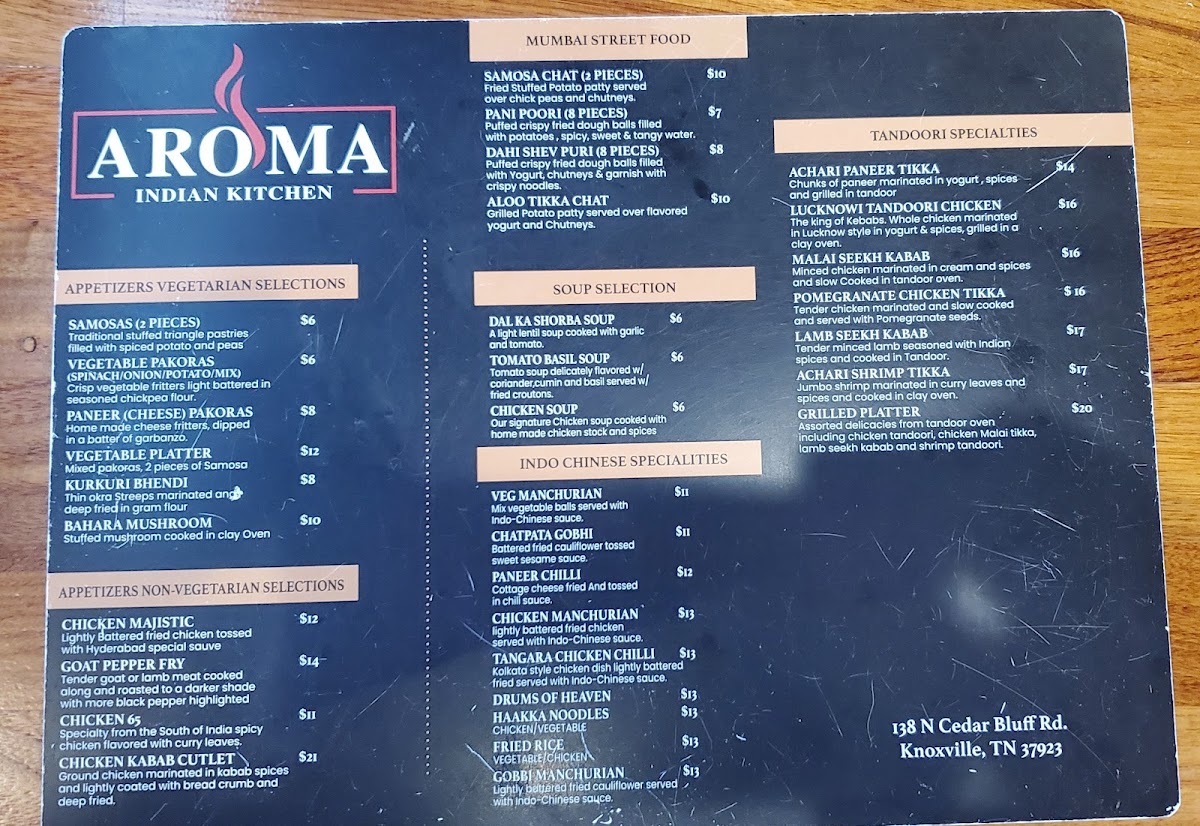 AROMA
INDIAN KITCHEN
APPETIZERS VEGETARIAN SELECTIONS
SAMOSAS (2 PIECES) $6
Traditional stuffed triangle pastries
filled with spiced potato and peas
VEGETABLE PAKORAS $6
(SPINACH/ONION/POTATO/MIX)
Crisp vegetable fritters light battered in
seasoned chickpea flour.
PANEER (CHEESE) PAKORAS $8
Home made cheese fritters, dipped
in a batter of garbanzo.
VEGETABLE PLATTER $12
Mixed pakoras, 2 pieces of Samosa
KURKURI BHENDI $8
Thin okra Streeps marinated and
deep fried in gram flour
BAHARA MUSHROOM $10
Stuffed mushroom cooked in clay Oven
APPETIZERS NON-VEGETARIAN SELECTIONS
CHICKEN MAJISTIC $12
Lightly Battered fried chicken tossed
with Hyderabad special sauve
GOAT PEPPER FRY $14
Tender goat or lamb meat cooked
along and roasted to a darker shade
with more black pepper highlighted
CHICKEN 65 $11
Specialty from the South of India spicy
chicken flavored with curry leaves.
CHICKEN KABAB CUTLET $21
Ground chicken marinated in kabab spices
and lightly coated with bread crumb and
deep fried.
MUMBAI STREET FOOD
SAMOSA CHAT (2 PIECES) $10
Fried Stuffed Potato patty served
over chick peas and chutneys.
PANI POORI (8 PIECES) $7
Puffed crispy fried dough balls filled
with potatoes , spicy, sweet & tangy water.
DAHI SHEV PURI (8 PIECES) $8
Puffed crispy fried dough balls filled
with Yogurt, chutneys & garnish with
crispy noodles.
ALOO TIKKA CHAT $10
Grilled Potato patty served over flavored
yogurt and Chutneys.
SOUP SELECTION
DAL KA SHORBA SOUP $6
A light lentil soup cooked with garlic
and tomato.
TOMATO BASIL SOUP $6
Tomato soup delicately flavored w/
coriander,cumin and basil served w/
fried croutons.
CHICKEN SOUP $6
Our signature Chicken soup cooked with
home made chicken stock and spices
INDO CHINESE SPECIALITIES
VEG MANCHURIAN $11
Mix vegetable balls served with
Indo-Chinese sauce.
CHATPATA GOBHI $11
Battered fried cauliflower tossed
sweet sesame sauce.
PANEER CHILLI $12
Cottage cheese fried And tossed
in chili sauce.
CHICKEN MANCHURIAN $13
lightly battered fried chicken
served with Indo-Chinese sauce.
TANGARA CHICKEN CHILLI $13
Kolkata style chicken dish lightly battered
fried served with Indo-Chinese sauce.
DRUMS OF HEAVEN $13
HAAKKA NOODLES $13
CHICKEN/VEGETABLE
FRIED RICE $13
VEGETABLE/CHICKEN
GOBBI MANCHURIAN $13
Lightly buttered fried cauliflower served
with Indo-Chinese sauce.
TANDOORI SPECIALTIES
ACHARI PANEER TIKKA $14
Chunks of paneer marinated in yogurt , spices
and grilled in tandoor
LUCKNOWI TANDOORI CHICKEN $16
The king of Kebabs. Whole chicken marinated
in Lucknow style in yogurt & spices, grilled in a
clay oven.
MALAI SEEKH KABAB $16
Minced chicken marinated in cream and spices
and slow Cooked in tandoor oven.
POMEGRANATE CHICKEN TIKKA $ 16
Tender chicken marinated and slow cooked
and served with Pomegranate seeds.
LAMB SEEKH KABAB $17
Tender minced lamb seasoned with Indian
spices and cooked in Tandoor.
ACHARI SHRIMP TIKKA $17
Jumbo shrimp marinated in curry leaves and
spices and cooked in clay oven.
GRILLED PLATTER $20
Assorted delicacies from tandoor oven
including chicken tandoori, chicken Malai tikka,
lamb seekh kabab and shrimp tandoori.
138 N Cedar Bluff Rd.
Knoxville, TN 37923